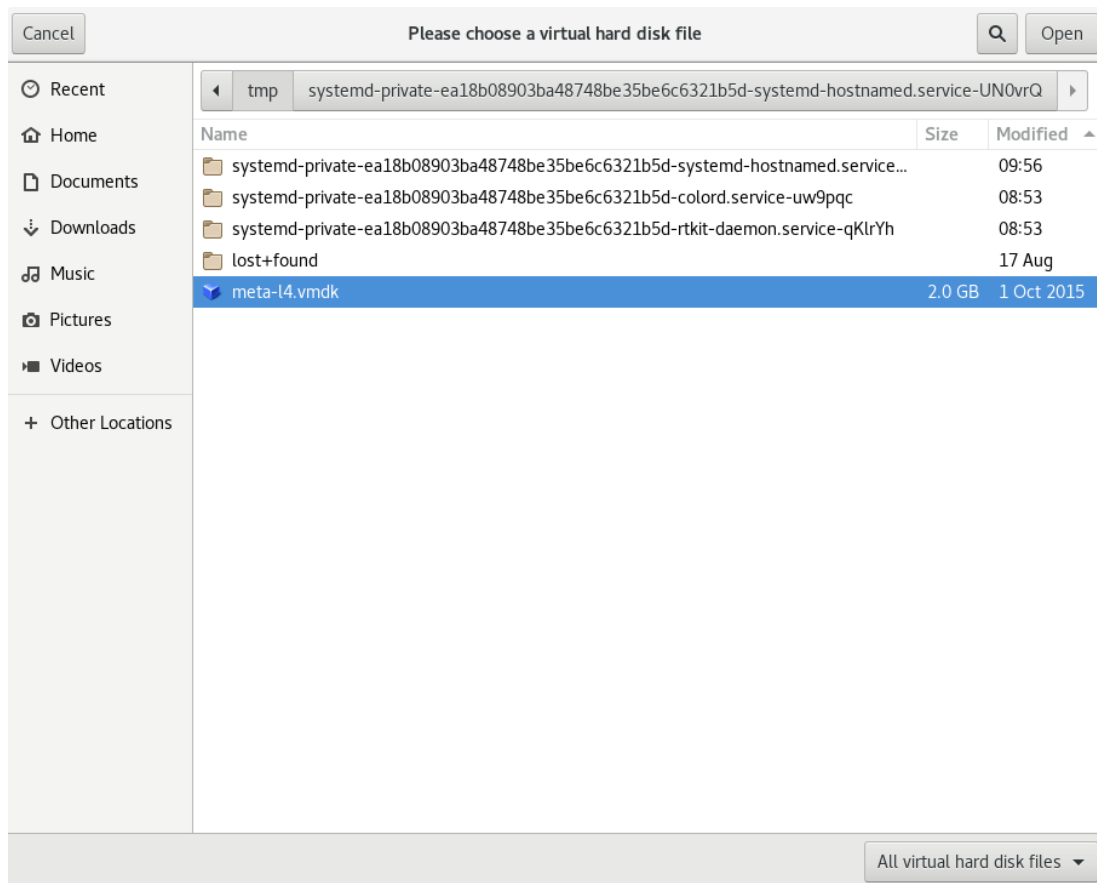 Cancel Please choose a virtual hard disk file Open
Recent
Home
Documents
Downloads
Music
Pictures
Videos
+ Other Locations
tmp systemd-private-ea18b08903ba48748be35be6c6321b5d-systemd-hostnamed.service-UN0vrQ
Name Size Modified
systemd-private-ea18b08903ba48748be35be6c6321b5d-systemd-hostnamed.service... 09:56
systemd-private-ea18b08903ba48748be35be6c6321b5d-colord.service-uw9pqc 08:53
systemd-private-ea18b08903ba48748be35be6c6321b5d-rtkit-daemon.service-qKlrYh 08:53
lost+found 17 Aug
meta-l4.vmdk 2.0 GB 1 Oct 2015
All virtual hard disk files